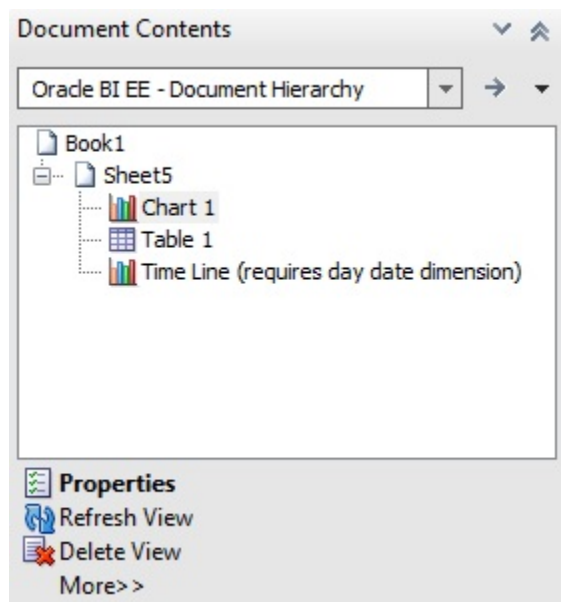 Document Contents
Oracle BI EE - Document Hierarchy
Book1
Sheet5
Chart 1
Table 1
Time Line (requires day date dimension)
Properties
Refresh View
Delete View
More>>